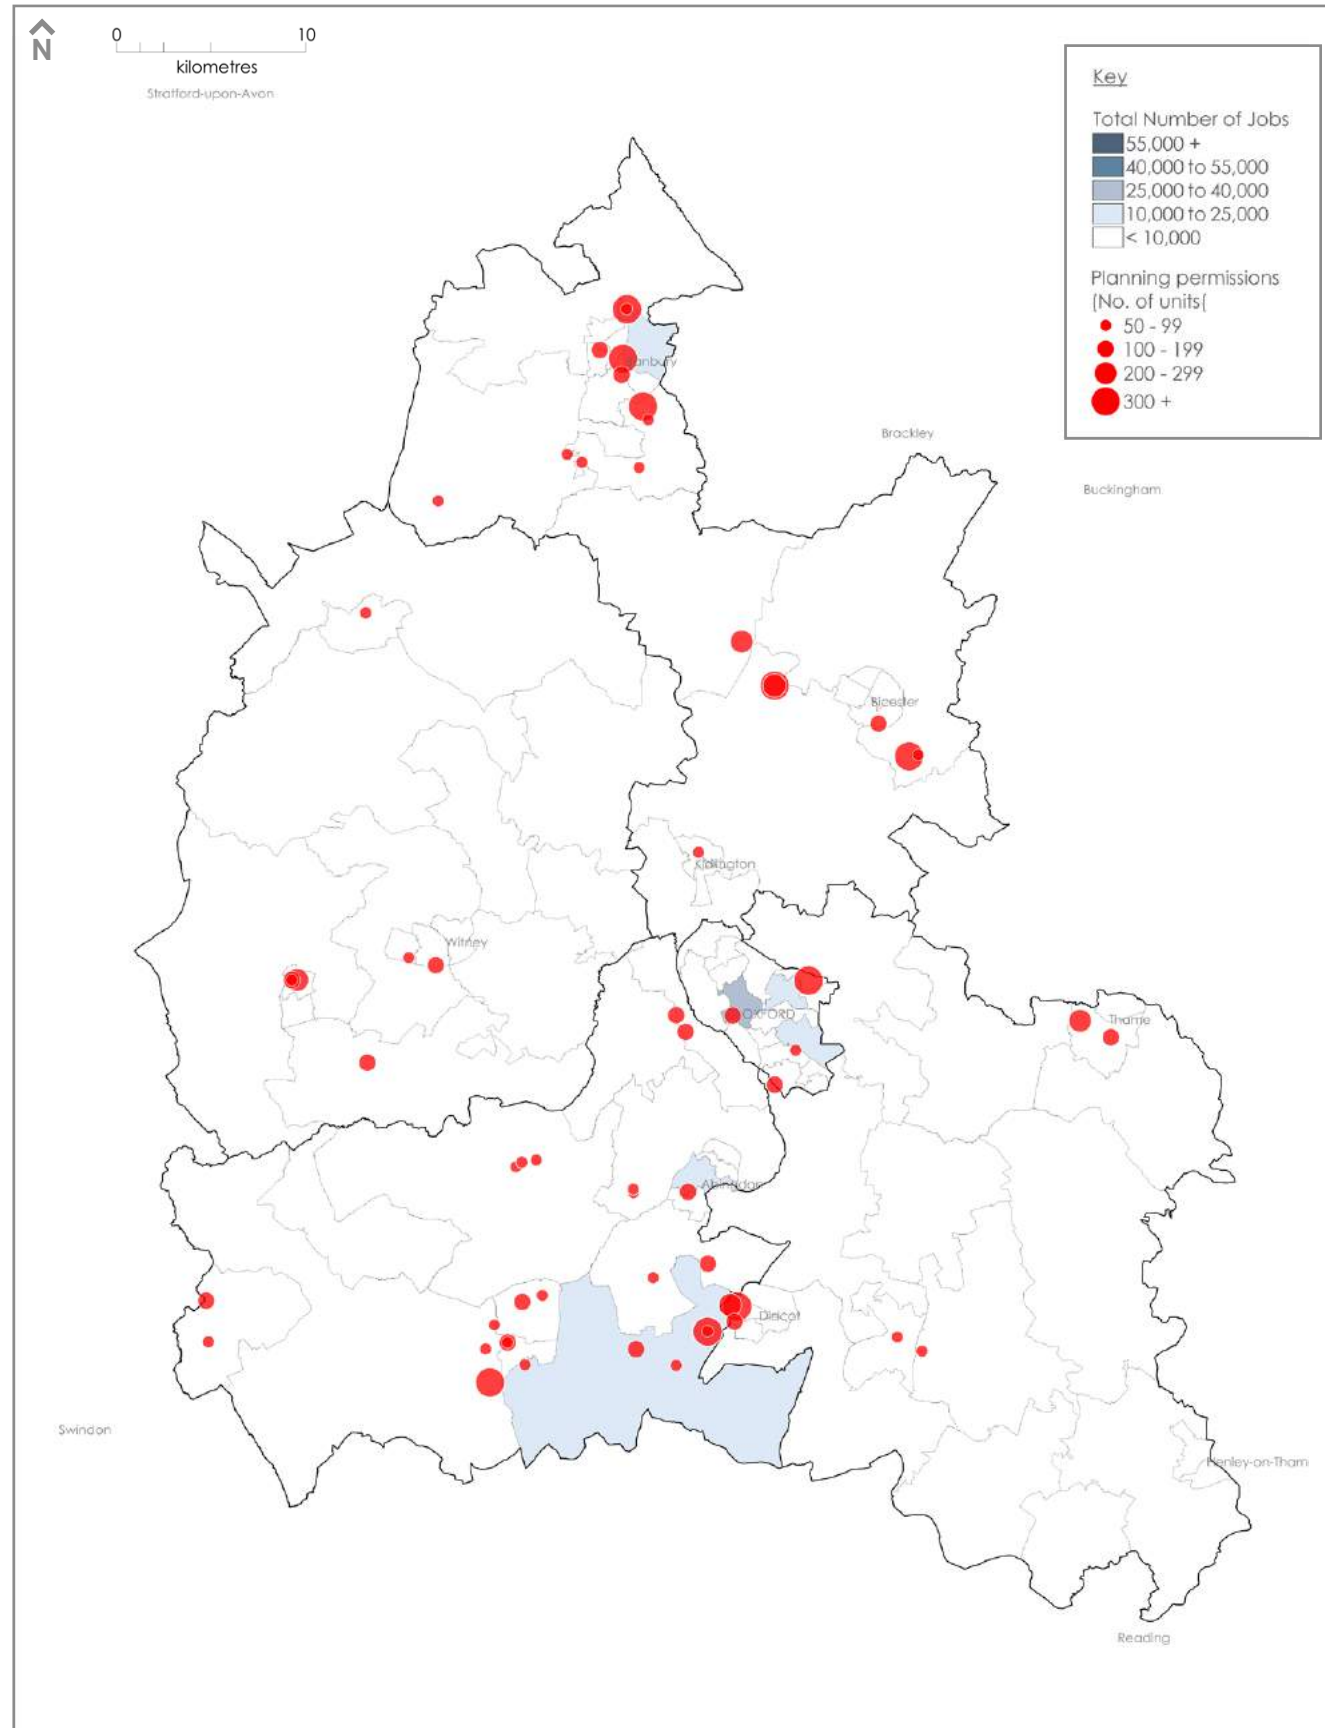 N
0 10
kilometres
Stratford-upon-Avon
Key
Total Number of Jobs
55,000 +
40,000 to 55,000
25,000 to 40,000
10,000 to 25,000
< 10,000
Planning permissions
(No. of units(
50 - 99
100 - 199
200 - 299
300 +
Brackley
Buckingham
Bicester
Kidlington
Witney
OXFORD
Thame
Abingdon
Didcot
Swindon
Henley-on-Tham
Reading